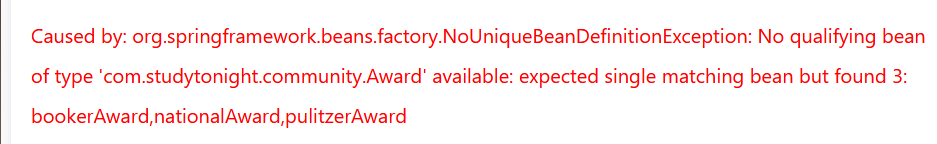 Caused by: org.springframework.beans.factory.NoUniqueBeanDefinitionException: No qualifying bean
of type 'com.studytonight.community.Award' available: expected single matching bean but found 3:
bookerAward,nationalAward,pulitzerAward